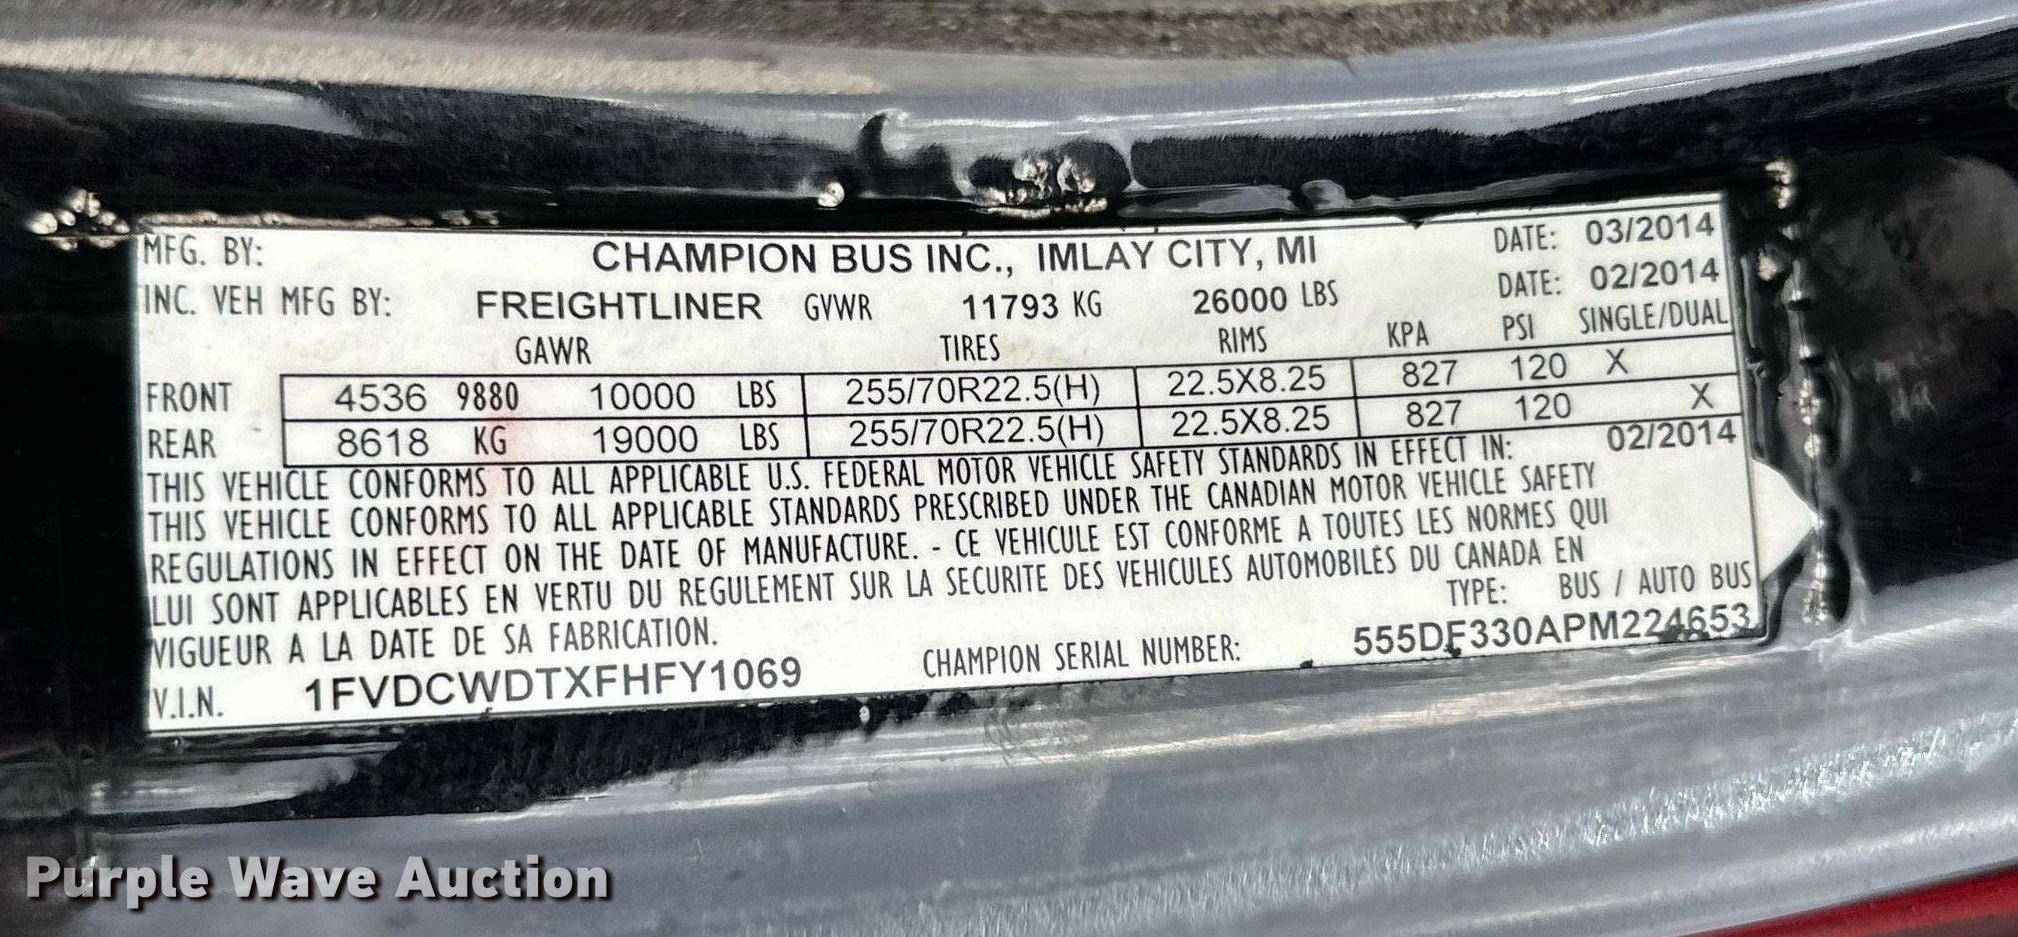 MFG. BY: CHAMPION BUS INC., IMLAY CITY, MI DATE: 03/2014
INC. VEH MFG BY: FREIGHTLINER GVWR 11793 KG 26000 LBS DATE: 02/2014
GAWR TIRES RIMS KPA PSI SINGLE/DUAL
FRONT 4536 9880 10000 LBS 255/70R22.5(H) 22.5X8.25 827 120 X
REAR 8618 KG 19000 LBS 255/70R22.5(H) 22.5X8.25 827 120 X
THIS VEHICLE CONFORMS TO ALL APPLICABLE U.S. FEDERAL MOTOR VEHICLE SAFETY STANDARDS IN EFFECT IN: 02/2014
THIS VEHICLE CONFORMS TO ALL APPLICABLE STANDARDS PRESCRIBED UNDER THE CANADIAN MOTOR VEHICLE SAFETY
REGULATIONS IN EFFECT ON THE DATE OF MANUFACTURE. - CE VEHICULE EST CONFORME A TOUTES LES NORMES QUI
LUI SONT APPLICABLES EN VERTU DU REGULEMENT SUR LA SECURITE DES VEHICULES AUTOMOBILES DU CANADA EN
VIGUEUR A LA DATE DE SA FABRICATION. TYPE: BUS / AUTO BUS
V.I.N. 1FVDCWDTXFHFY1069 CHAMPION SERIAL NUMBER: 555DF330APM224653
Purple Wave Auction